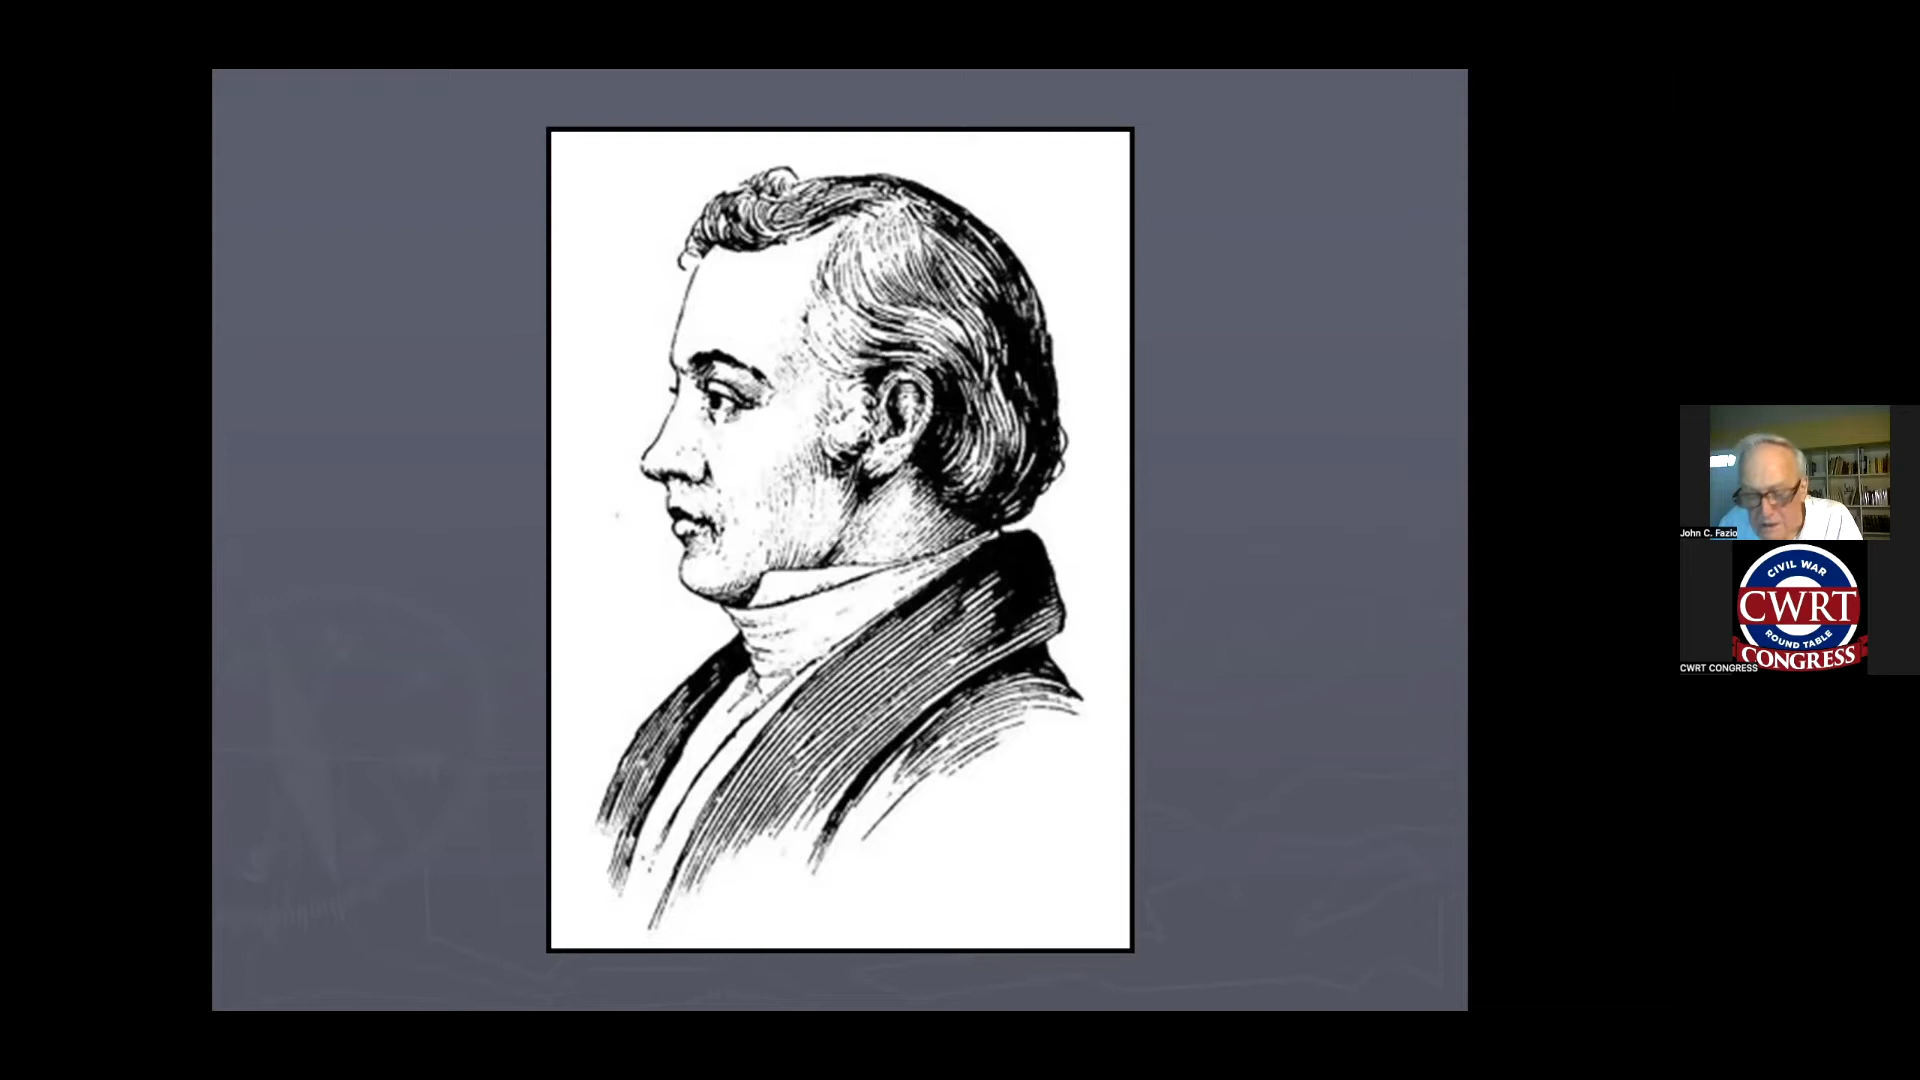 John C. Fazio
CIVIL WAR
CWRT
ROUND TABLE
CONGRESS
CWRT CONGRESS